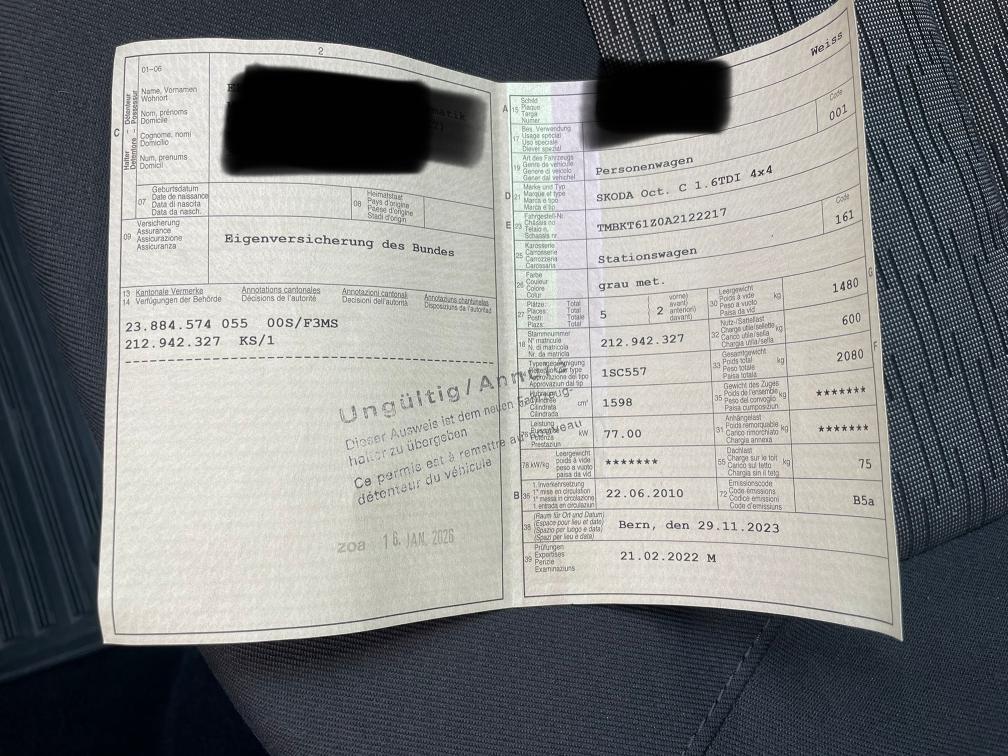 2
01-06
C
Halter Détenteur
Detentore Possessur
Name, Vornamen
Wohnort
Nom, prénoms
Domicile
Cognome, nomi
Domicilio
Num, prenums
Domicil
07
Geburtsdatum
Date de naissance
Data di nascita
Data da nasch.
08
Heimatstaat
Pays d'origine
Paese d'origine
Stadi d'origin
09
Versicherung
Assurance
Assicurazione
Assicuranza
Eigenversicherung des Bundes
13 Kantonale Vermerke Annotations cantonales Annotazioni cantonali Annotaziuns chantunalas
14 Verfügungen der Behörde Décisions de l'autorité Decisioni dell'autorità Disposiziuns da l'autoritad
23.884.574 055 00S/F3MS
212.942.327 KS/1
Ungültig/
Dieser Ausweis ist dem neuen
halter zu übergeben
Ce permis est à remettre au nouveau
détenteur du véhicule
zoa 16. JAN. 2026
Weiss
A 15
Schild
Plaque
Targa
Numer
17
Bes. Verwendung
Usage spécial
Uso speciale
Diever spezial
Code
001
19
Art des Fahrzeugs
Genre de véhicule
Genere di veicolo
Gener dal vehichel
Personenwagen
D 21
Marke und Typ
Marque et type
Marca e tipo
Marca e tip
SKODA Oct. C 1.6TDI 4x4
E 23
Fahrgestell-Nr.
Châssis no
Telaio n.
Schassis nr.
TMBKT61Z0A2122217
Code
161
25
Karosserie
Carrosserie
Carrozzeria
Carossaria
Stationswagen
26
Farbe
Couleur
Colore
Colur
grau met.
27
Plätze: Total
Places: Total
Posti: Totale
Plazs: Total
5
2
vorne)
avant)
anteriori)
davant)
30
Leergewicht
Poids à vide
Peso a vuoto
Paisa da vid
kg
1480
G
18
Stammnummer
N° matricule
N. di matricola
Nr. da matricla
212.942.327
32
Nutz-/Sattellast
Charge utile/sellette
Carico utile/sella
Chargia utila/sella
kg
600
1SC557
33
Gesamtgewicht
Poids total
Peso totale
Paisa totala
kg
2080
F
Cilindrata
Cilindrada
cm³
1598
35
Gewicht des Zuges
Poids de l'ensemble
Peso del convoglio
Paisa cumposiziun
kg
*******
Leistung
Prestaziun
kW
77.00
31
Anhängelast
Poids remorquable
Carico rimorchiato
Chargia annexa
kg
*******
78 kW/kg
Leergewicht
poids à vide
peso a vuoto
paisa da vid
*******
55
Dachlast
Charge sur le toit
Carico sul tetto
Chargia sin il tetg
kg
75
B 36
1. Inverkehrsetzung
1re mise en circulation
1a messa in circolazione
1. entrada en circulaziun
22.06.2010
72
Emissionscode
Code émissions
Codice emissioni
Code d'emissiuns
B5a
38
(Raum für Ort und Datum)
(Espace pour lieu et date)
(Spazio per luogo e data)
(Spazi per lieu e data)
Bern, den 29.11.2023
39
Prüfungen
Expertises
Perizie
Examinaziuns
21.02.2022 M